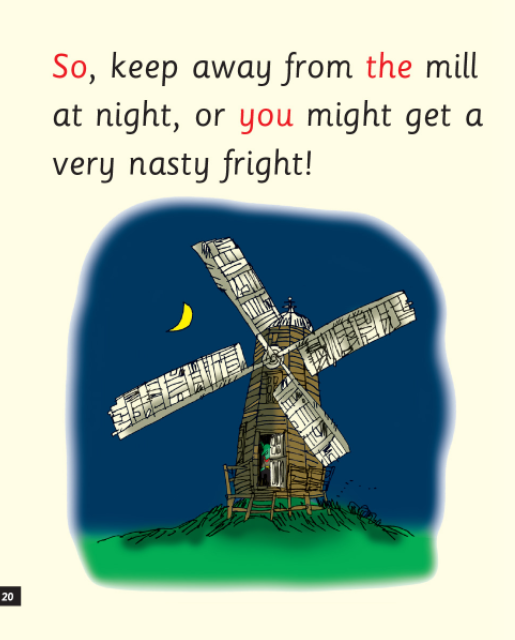 So, keep away from the mill
at night, or you might get a
very nasty fright!
20